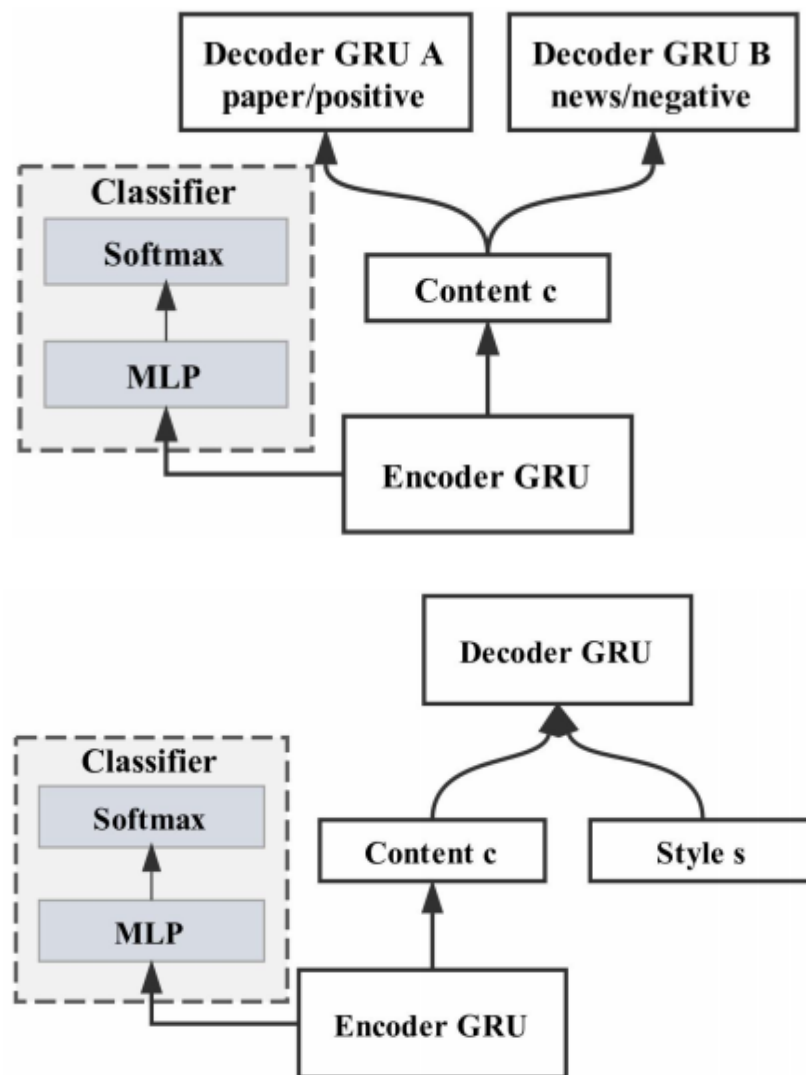 Decoder GRU A
paper/positive
Decoder GRU B
news/negative
Classifier
Softmax
MLP
Content c
Encoder GRU
Decoder GRU
Classifier
Softmax
MLP
Content c
Style s
Encoder GRU